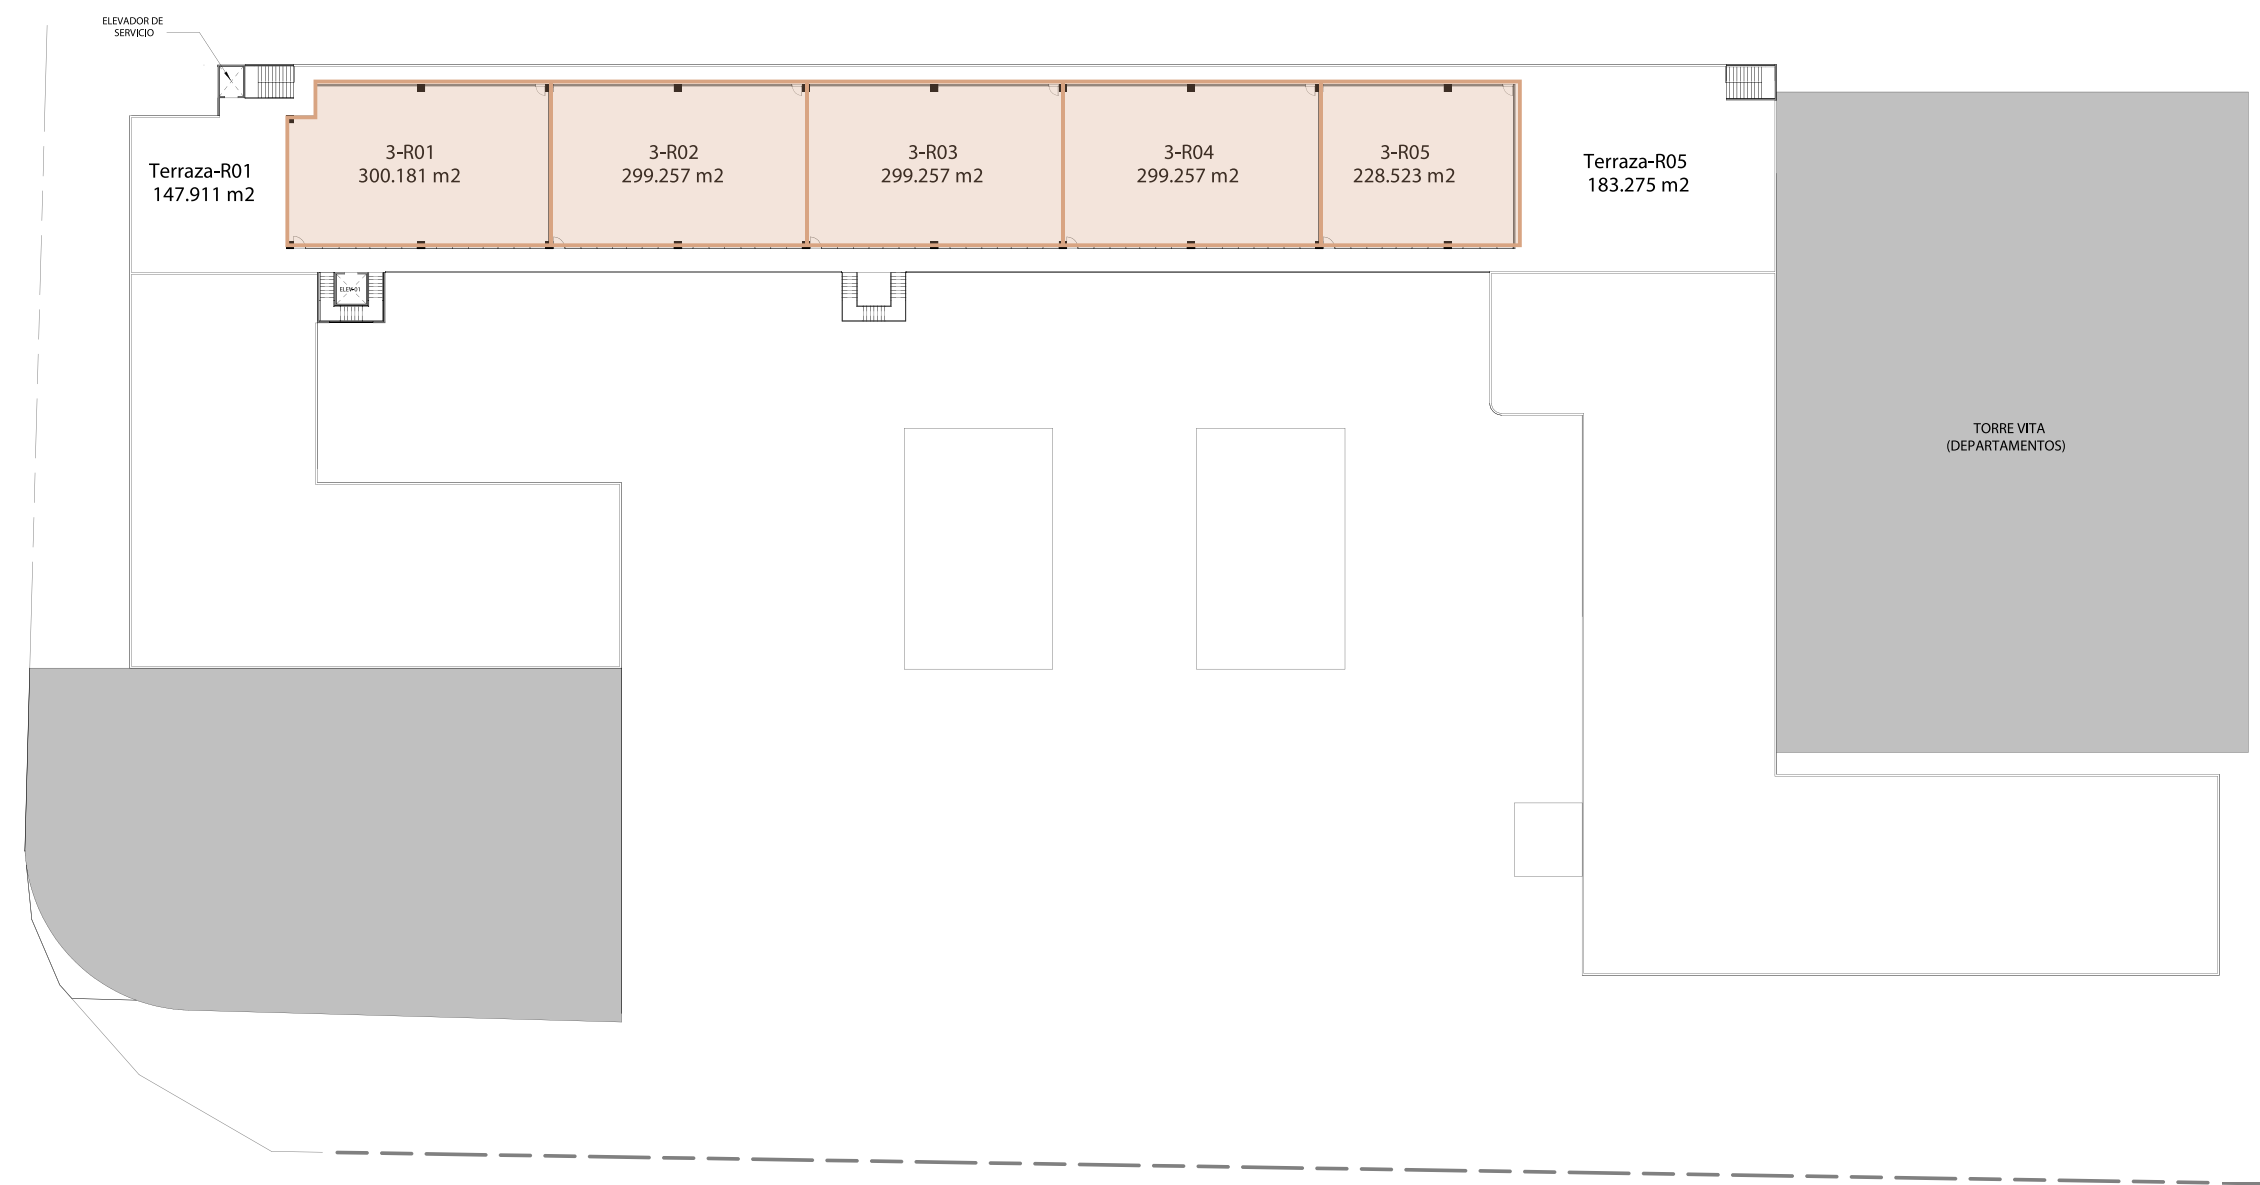 ELEVADOR DE
SERVICIO
Terraza-R01
147.911 m2
3-R01
300.181 m2
3-R02
299.257 m2
3-R03
299.257 m2
3-R04
299.257 m2
3-R05
228.523 m2
Terraza-R05
183.275 m2
ELEV-01
TORRE VITA
(DEPARTAMENTOS)